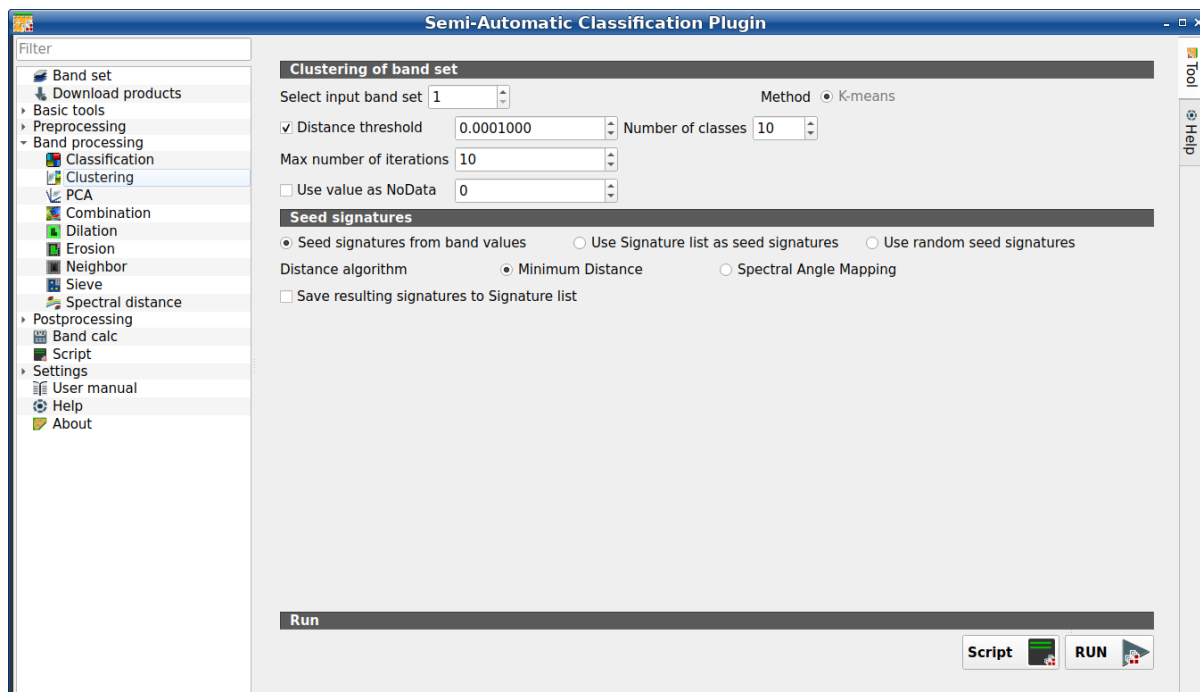 Semi-Automatic Classification Plugin
Filter
Band set
Download products
Basic tools
Preprocessing
Band processing
Classification
Clustering
PCA
Combination
Dilation
Erosion
Neighbor
Sieve
Spectral distance
Postprocessing
Band calc
Script
Settings
User manual
Help
About
Clustering of band set
Select input band set 1 Method K-means
Distance threshold 0.0001000 Number of classes 10
Max number of iterations 10
Use value as NoData 0
Seed signatures
Seed signatures from band values Use Signature list as seed signatures Use random seed signatures
Distance algorithm Minimum Distance Spectral Angle Mapping
Save resulting signatures to Signature list
Run
Script RUN
Tool
Help